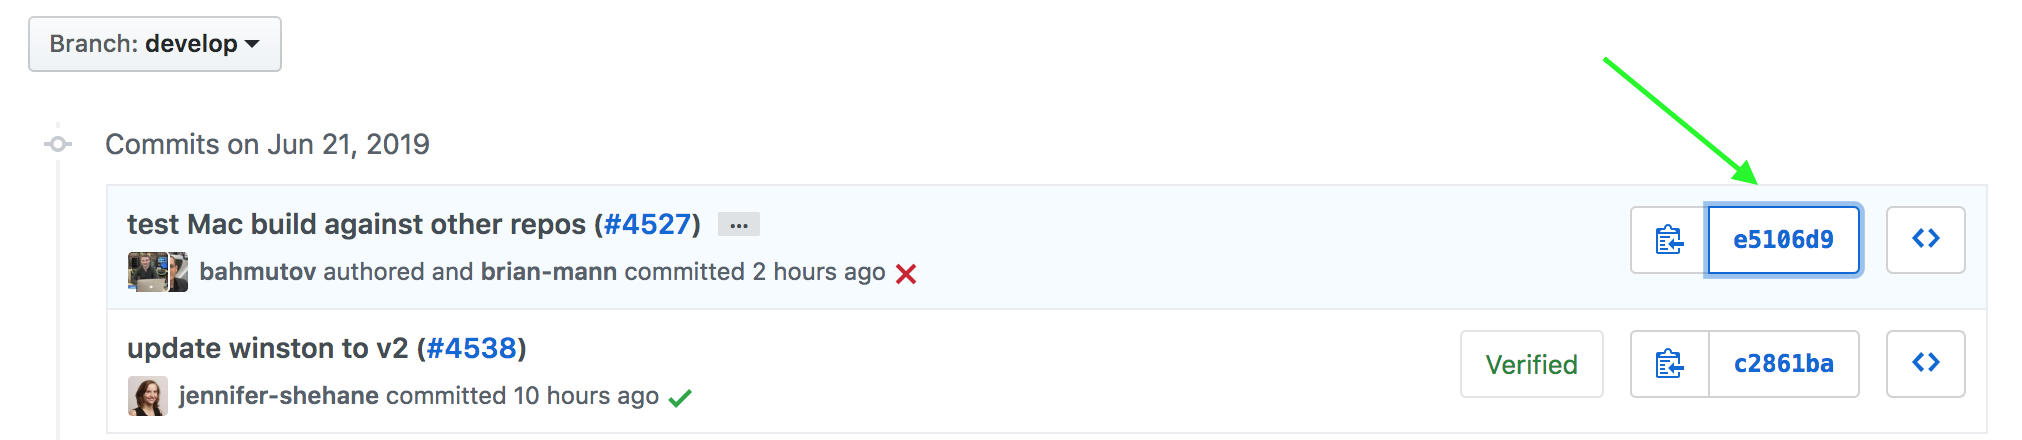 Branch: develop
Commits on Jun 21, 2019
test Mac build against other repos (#4527) ...
e5106d9
bahmutov authored and brian-mann committed 2 hours ago
update winston to v2 (#4538)
Verified
c2861ba
jennifer-shehane committed 10 hours ago